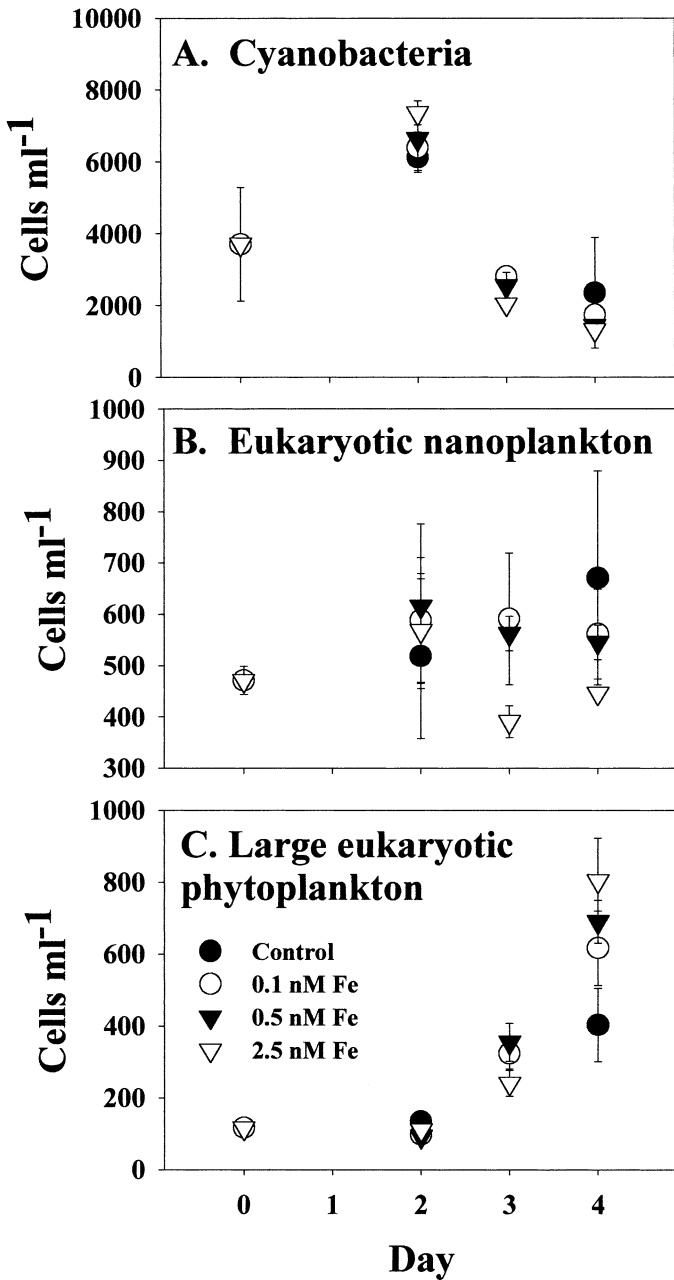 10000
A. Cyanobacteria
8000
6000
4000
2000
0
Cells ml-1
1000
B. Eukaryotic nanoplankton
900
800
700
600
500
400
300
Cells ml-1
1000
C. Large eukaryotic
phytoplankton
800
Control
600
0.1 nM Fe
0.5 nM Fe
400
2.5 nM Fe
200
0
Cells ml-1
0 1 2 3 4
Day